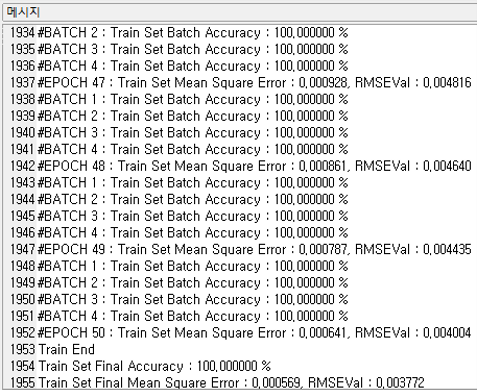 메시지
1934 #BATCH 2 : Train Set Batch Accuracy : 100,000000 %
1935 #BATCH 3 : Train Set Batch Accuracy : 100,000000 %
1936 #BATCH 4 : Train Set Batch Accuracy : 100,000000 %
1937 #EPOCH 47 : Train Set Mean Square Error : 0,000928, RMSEVal : 0,004816
1938 #BATCH 1 : Train Set Batch Accuracy : 100,000000 %
1939 #BATCH 2 : Train Set Batch Accuracy : 100,000000 %
1940 #BATCH 3 : Train Set Batch Accuracy : 100,000000 %
1941 #BATCH 4 : Train Set Batch Accuracy : 100,000000 %
1942 #EPOCH 48 : Train Set Mean Square Error : 0,000861, RMSEVal : 0,004640
1943 #BATCH 1 : Train Set Batch Accuracy : 100,000000 %
1944 #BATCH 2 : Train Set Batch Accuracy : 100,000000 %
1945 #BATCH 3 : Train Set Batch Accuracy : 100,000000 %
1946 #BATCH 4 : Train Set Batch Accuracy : 100,000000 %
1947 #EPOCH 49 : Train Set Mean Square Error : 0,000787, RMSEVal : 0,004435
1948 #BATCH 1 : Train Set Batch Accuracy : 100,000000 %
1949 #BATCH 2 : Train Set Batch Accuracy : 100,000000 %
1950 #BATCH 3 : Train Set Batch Accuracy : 100,000000 %
1951 #BATCH 4 : Train Set Batch Accuracy : 100,000000 %
1952 #EPOCH 50 : Train Set Mean Square Error : 0,000641, RMSEVal : 0,004004
1953 Train End
1954 Train Set Final Accuracy : 100,000000 %
1955 Train Set Final Mean Square Error : 0,000569, RMSEVal : 0,003772